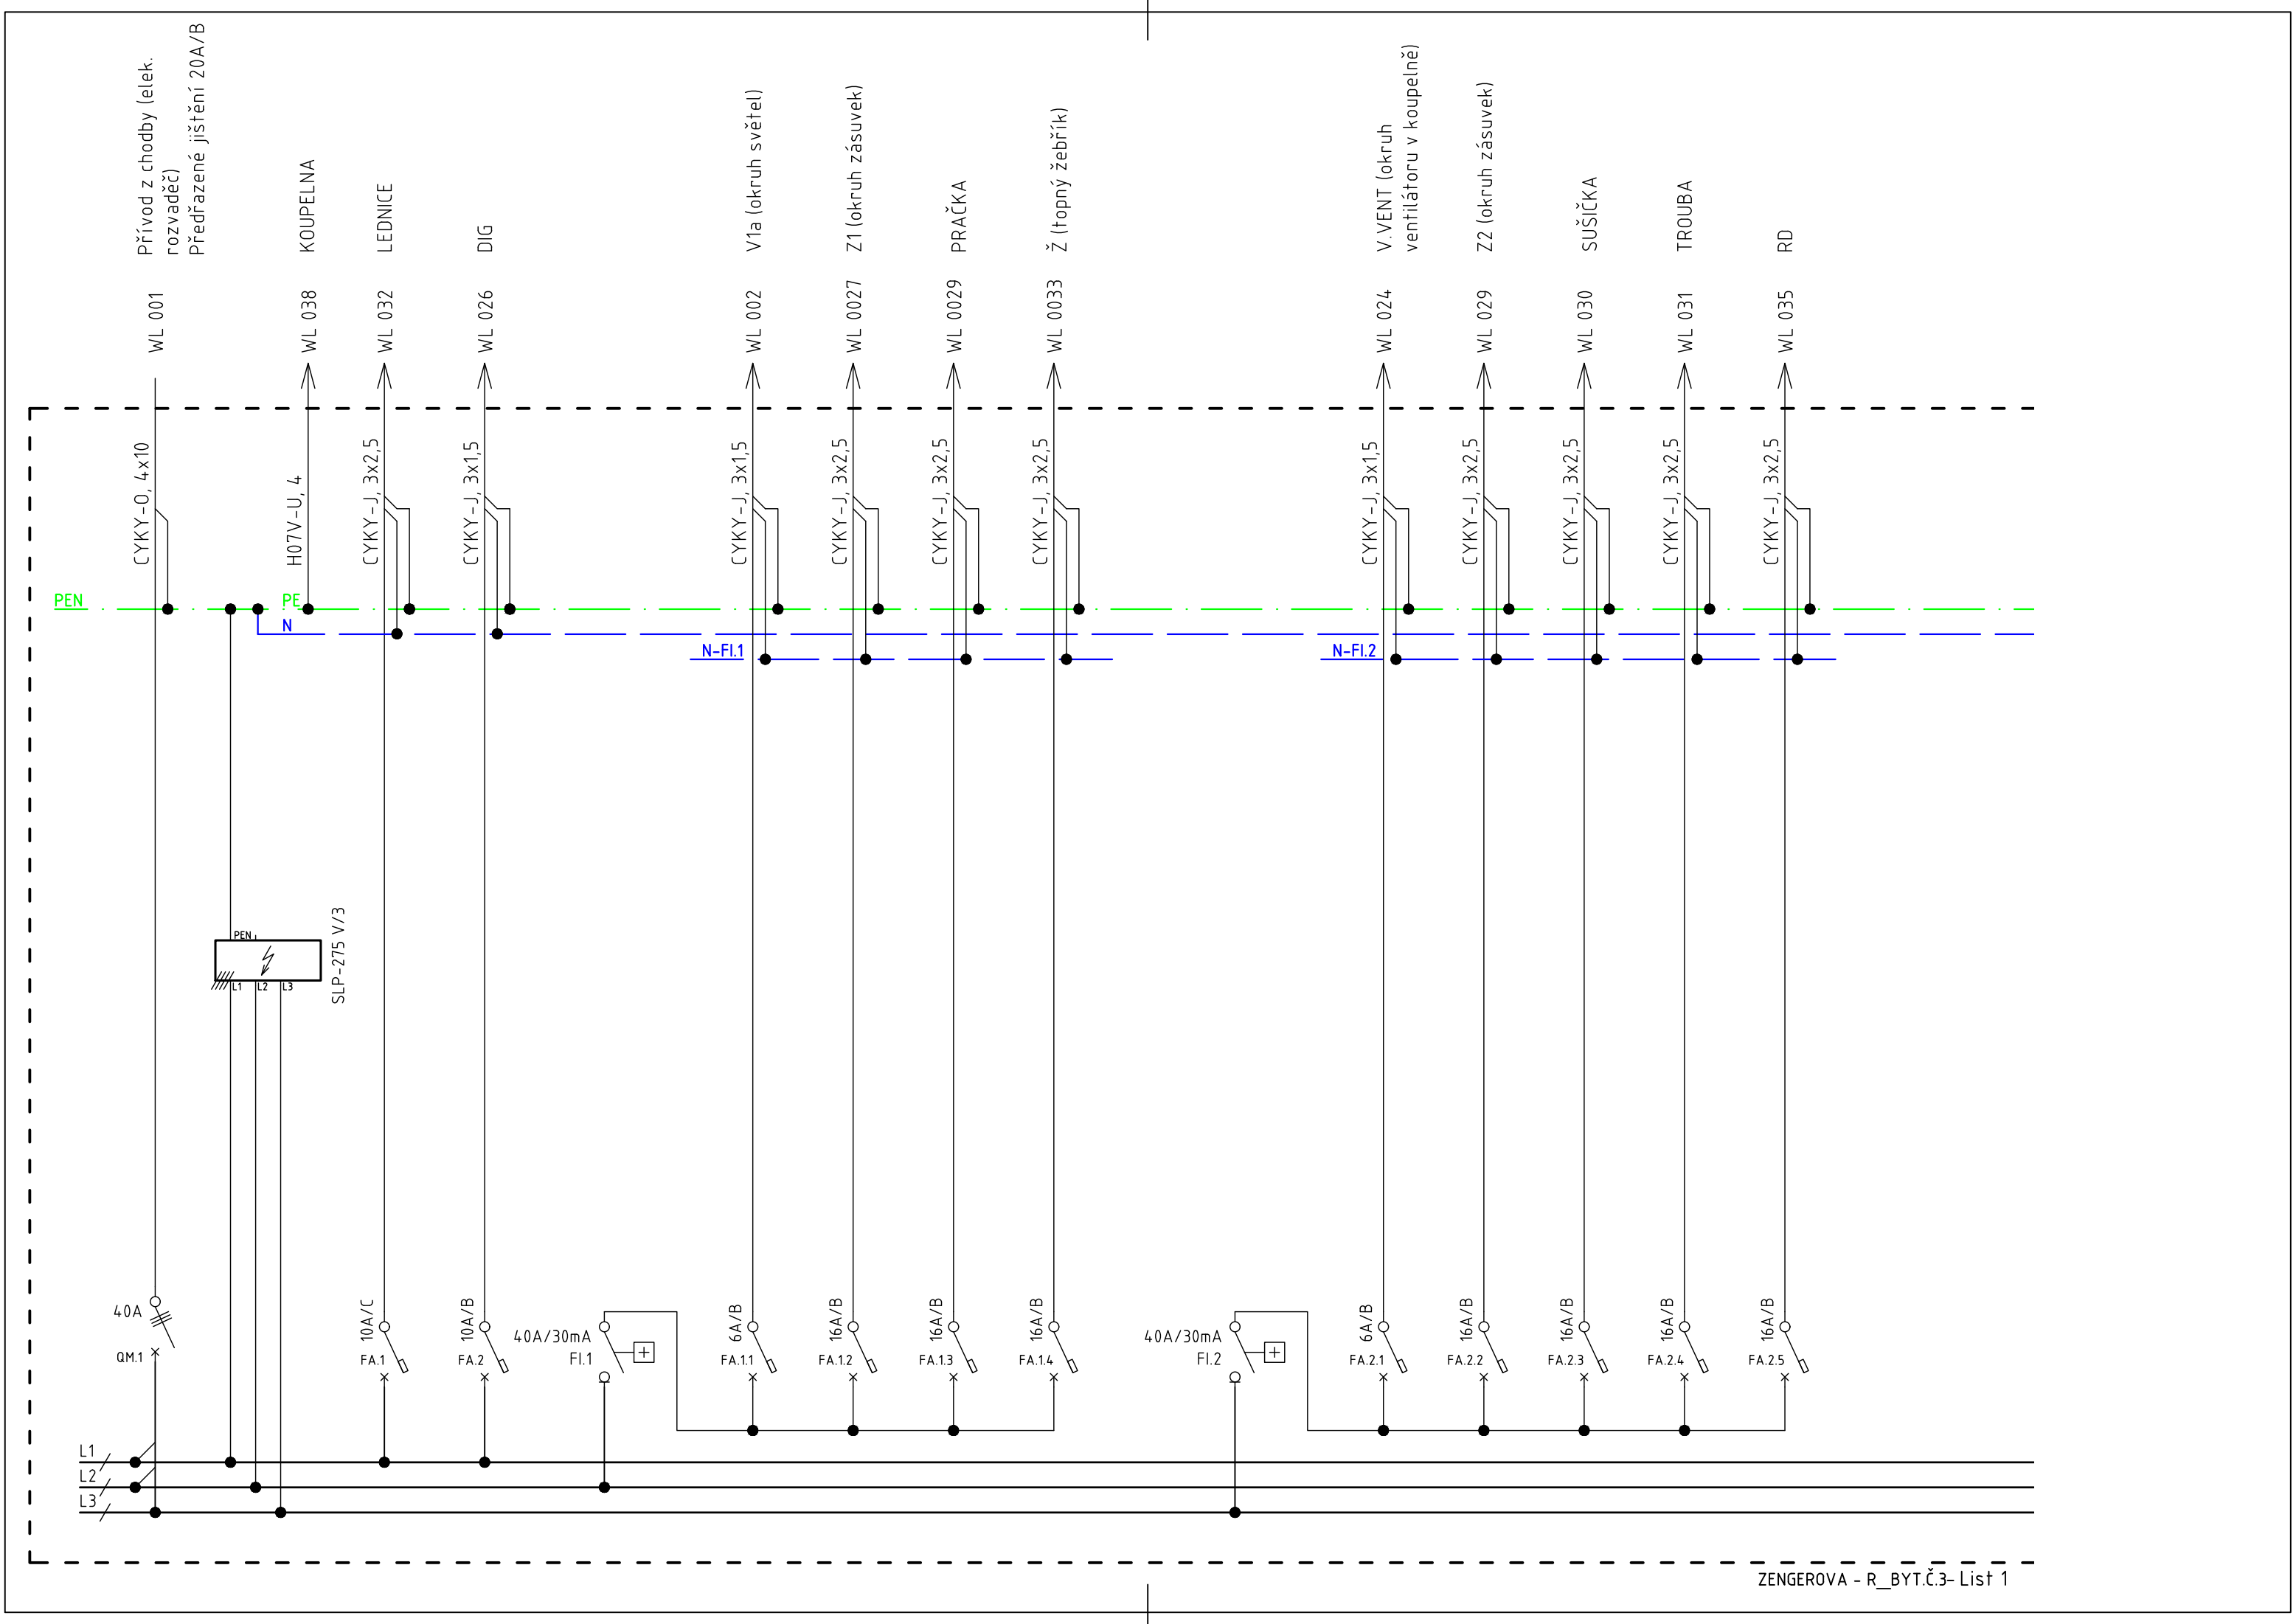 Přívod z chodby (elek.
rozvaděč)
Předřazené jištění 20A/B
KOUPELNA
LEDNICE
DIG
V1a (okruh světel)
Z1 (okruh zásuvek)
PRAČKA
Ž (topný žebřík)
V.VENT (okruh
ventilátoru v koupelně)
Z2 (okruh zásuvek)
SUŠIČKA
TROUBA
RD
WL 001
WL 038
WL 032
WL 026
WL 002
WL 0027
WL 0029
WL 0033
WL 024
WL 029
WL 030
WL 031
WL 035
CYKY-O, 4x10
H07V-U, 4
CYKY-J, 3x2,5
CYKY-J, 3x1,5
CYKY-J, 3x1,5
CYKY-J, 3x2,5
CYKY-J, 3x2,5
CYKY-J, 3x2,5
CYKY-J, 3x1,5
CYKY-J, 3x2,5
CYKY-J, 3x2,5
CYKY-J, 3x2,5
CYKY-J, 3x2,5
PEN
PE
N
N-FI.1
N-FI.2
PEN
L1
L2
L3
SLP-275 V/3
40A
QM.1
10A/C
FA.1
10A/B
FA.2
40A/30mA
FI.1
6A/B
FA.1.1
16A/B
FA.1.2
16A/B
FA.1.3
16A/B
FA.1.4
40A/30mA
FI.2
6A/B
FA.2.1
16A/B
FA.2.2
16A/B
FA.2.3
16A/B
FA.2.4
16A/B
FA.2.5
L1
L2
L3
ZENGEROVA - R_BYT.Č.3- List 1